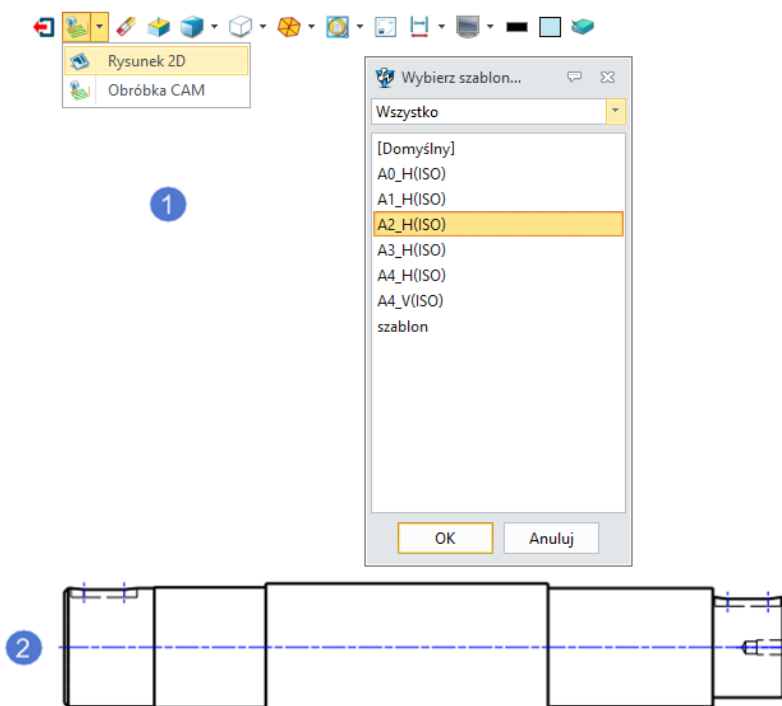 Rysunek 2D
Obróbka CAM
1
Wybierz szablon...
Wszystko
[Domyślny]
A0_H(ISO)
A1_H(ISO)
A2_H(ISO)
A3_H(ISO)
A4_H(ISO)
A4_V(ISO)
szablon
OK Anuluj
2